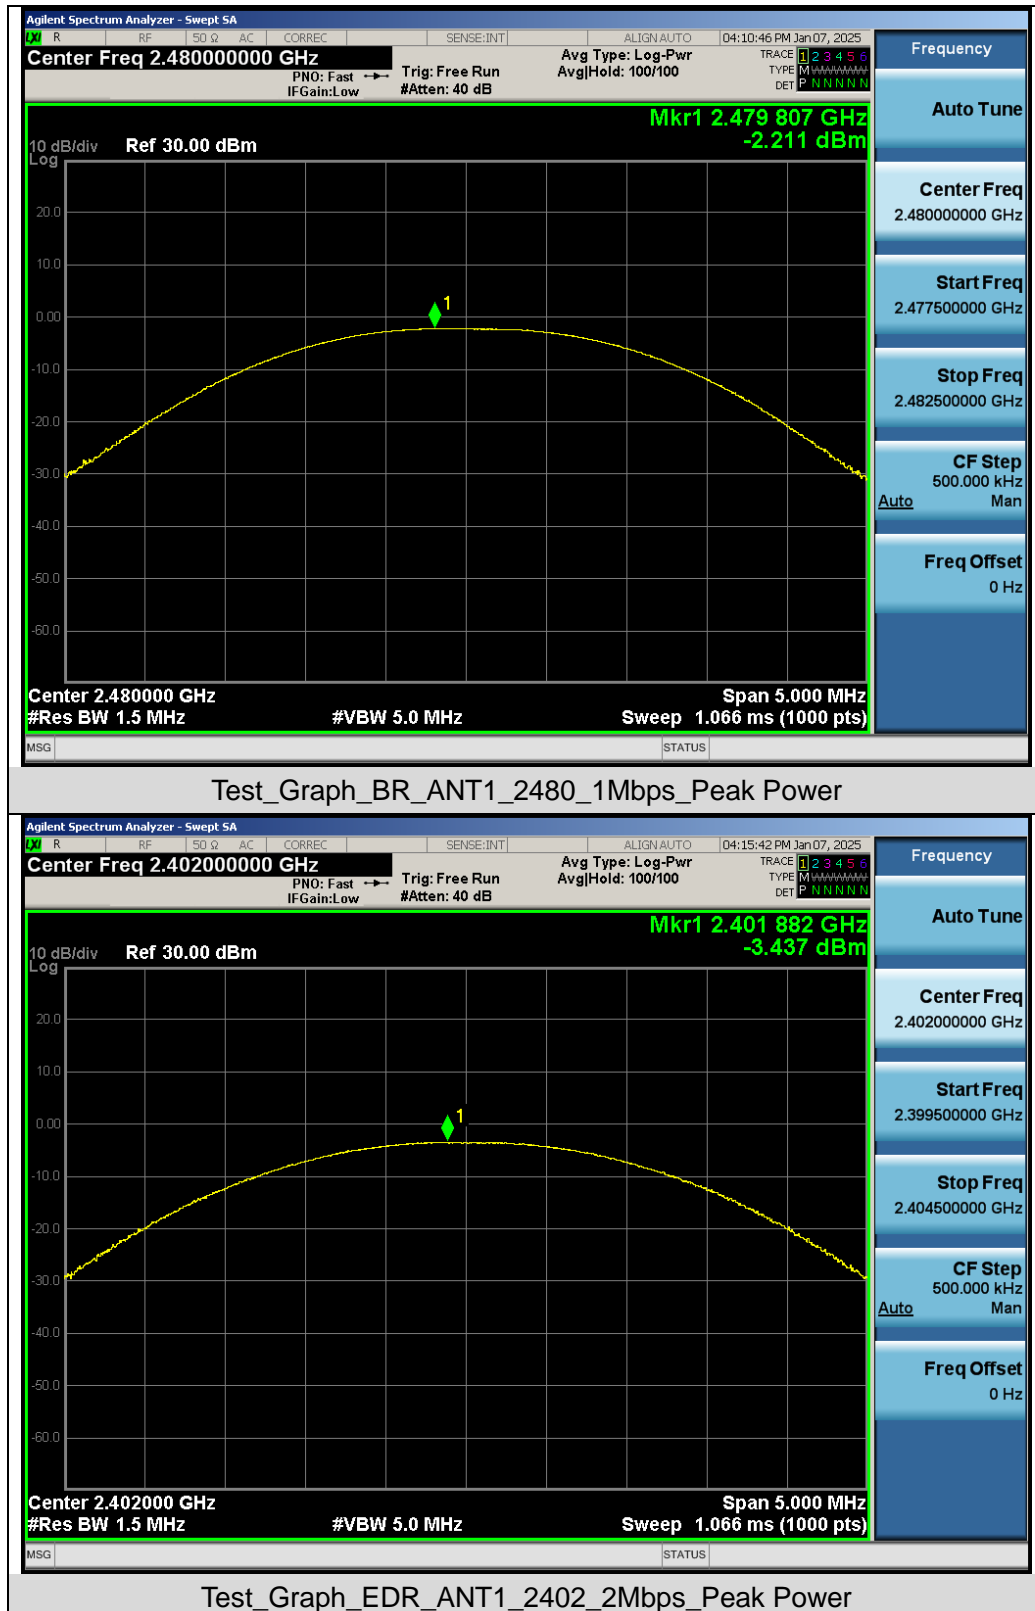 Agilent Spectrum Analyzer - Swept SA
LXI R RF 50 Ω AC CORREC SENSE:INT ALIGN AUTO 04:10:46 PM Jan 07, 2025
Center Freq 2.480000000 GHz
PNO: Fast
IFGain:Low
Trig: Free Run
#Atten: 40 dB
Avg Type: Log-Pwr
Avg|Hold: 100/100
TRACE 1 2 3 4 5 6
TYPE M WWWWW
DET P N N N N N
Mkr1 2.479 807 GHz
-2.211 dBm
10 dB/div Ref 30.00 dBm
Log
20.0
10.0
0.00
-10.0
-20.0
-30.0
-40.0
-50.0
-60.0
1
Center 2.480000 GHz
Span 5.000 MHz
#Res BW 1.5 MHz #VBW 5.0 MHz Sweep 1.066 ms (1000 pts)
MSG STATUS
Frequency
Auto Tune
Center Freq
2.480000000 GHz
Start Freq
2.477500000 GHz
Stop Freq
2.482500000 GHz
CF Step
500.000 kHz
Auto Man
Freq Offset
0 Hz
Test_Graph_BR_ANT1_2480_1Mbps_Peak Power
Agilent Spectrum Analyzer - Swept SA
LXI R RF 50 Ω AC CORREC SENSE:INT ALIGN AUTO 04:15:42 PM Jan 07, 2025
Center Freq 2.402000000 GHz
PNO: Fast
IFGain:Low
Trig: Free Run
#Atten: 40 dB
Avg Type: Log-Pwr
Avg|Hold: 100/100
TRACE 1 2 3 4 5 6
TYPE M WWWWW
DET P N N N N N
Mkr1 2.401 882 GHz
-3.437 dBm
10 dB/div Ref 30.00 dBm
Log
20.0
10.0
0.00
-10.0
-20.0
-30.0
-40.0
-50.0
-60.0
1
Center 2.402000 GHz
Span 5.000 MHz
#Res BW 1.5 MHz #VBW 5.0 MHz Sweep 1.066 ms (1000 pts)
MSG STATUS
Frequency
Auto Tune
Center Freq
2.402000000 GHz
Start Freq
2.399500000 GHz
Stop Freq
2.404500000 GHz
CF Step
500.000 kHz
Auto Man
Freq Offset
0 Hz
Test_Graph_EDR_ANT1_2402_2Mbps_Peak Power